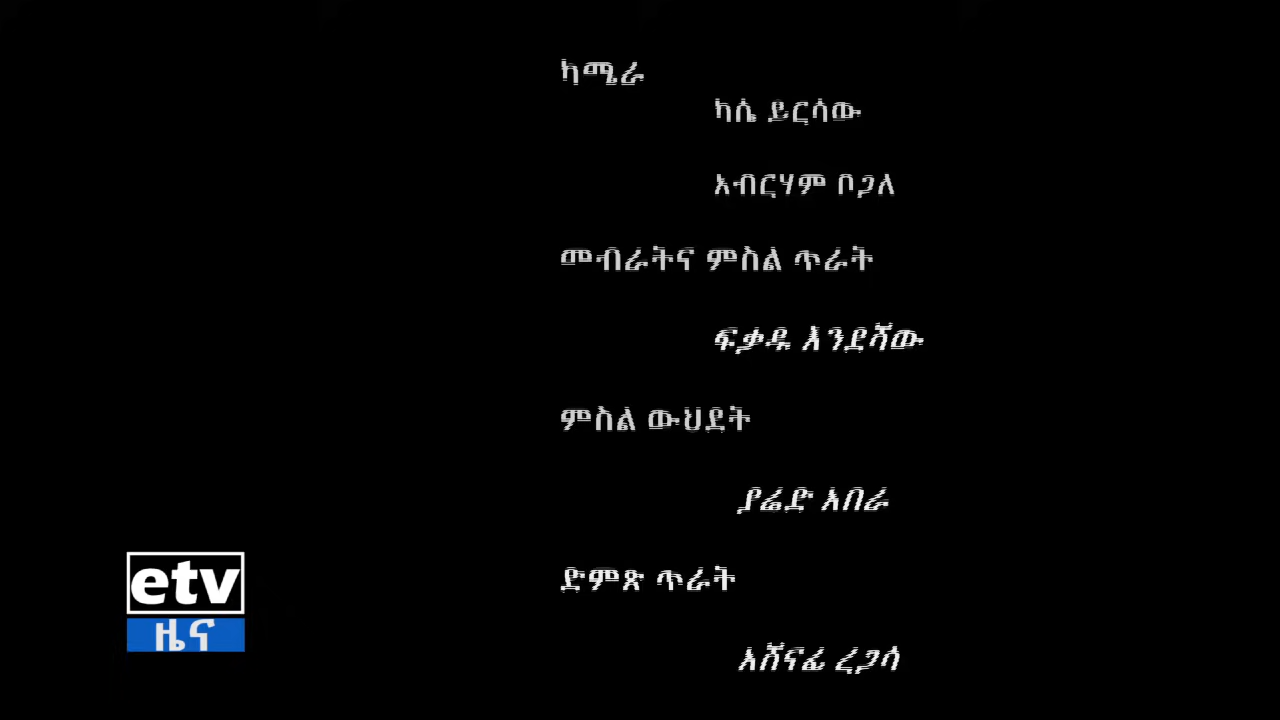 ካሜራ
ካሴ ይርሳው
አብርሃም ቦጋለ
መብራትና ምስል ጥራት
ፍቃዱ እንደሻው
ምስል ውህደት
ያሬድ አበራ
ድምጽ ጥራት
አሸናፊ ረጋሳ
etv
ዜና